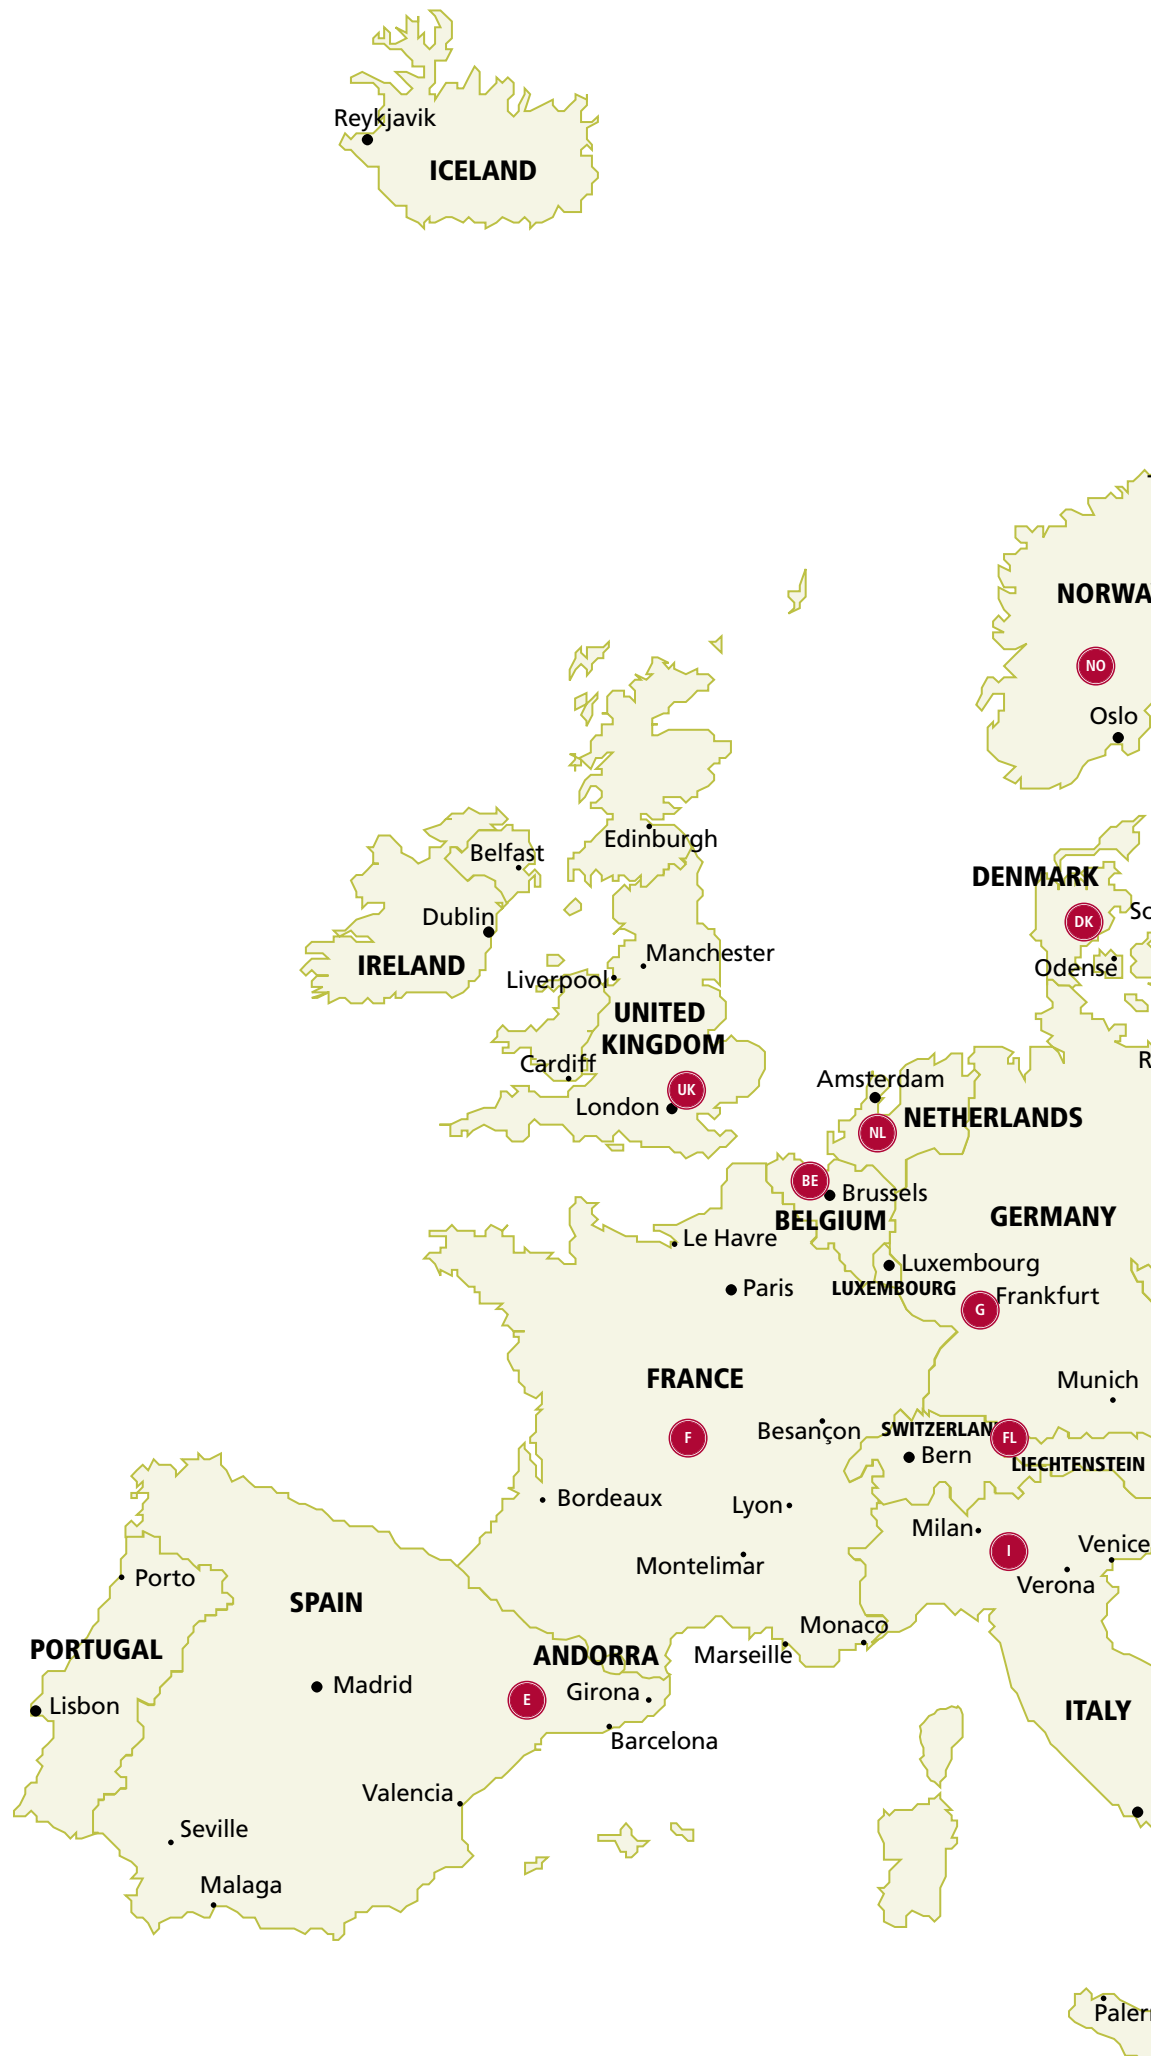 Reykjavik
ICELAND
NORWA
NO
Oslo
Edinburgh
Belfast
DENMARK
Dublin
DK
So
Manchester
IRELAND
Odense
Liverpool
UNITED
KINGDOM
Cardiff
R
Amsterdam
UK
London
NETHERLANDS
NL
BE
Brussels
BELGIUM
GERMANY
Le Havre
Luxembourg
Paris
LUXEMBOURG
Frankfurt
G
FRANCE
Munich
Besançon
SWITZERLAN
F
FL
Bern
LIECHTENSTEIN
Bordeaux
Lyon
Milan
Venice
I
Montelimar
Porto
Verona
SPAIN
Monaco
PORTUGAL
ANDORRA
Marseille
Madrid
Girona
E
Lisbon
ITALY
Barcelona
Valencia
Seville
Malaga
Paler